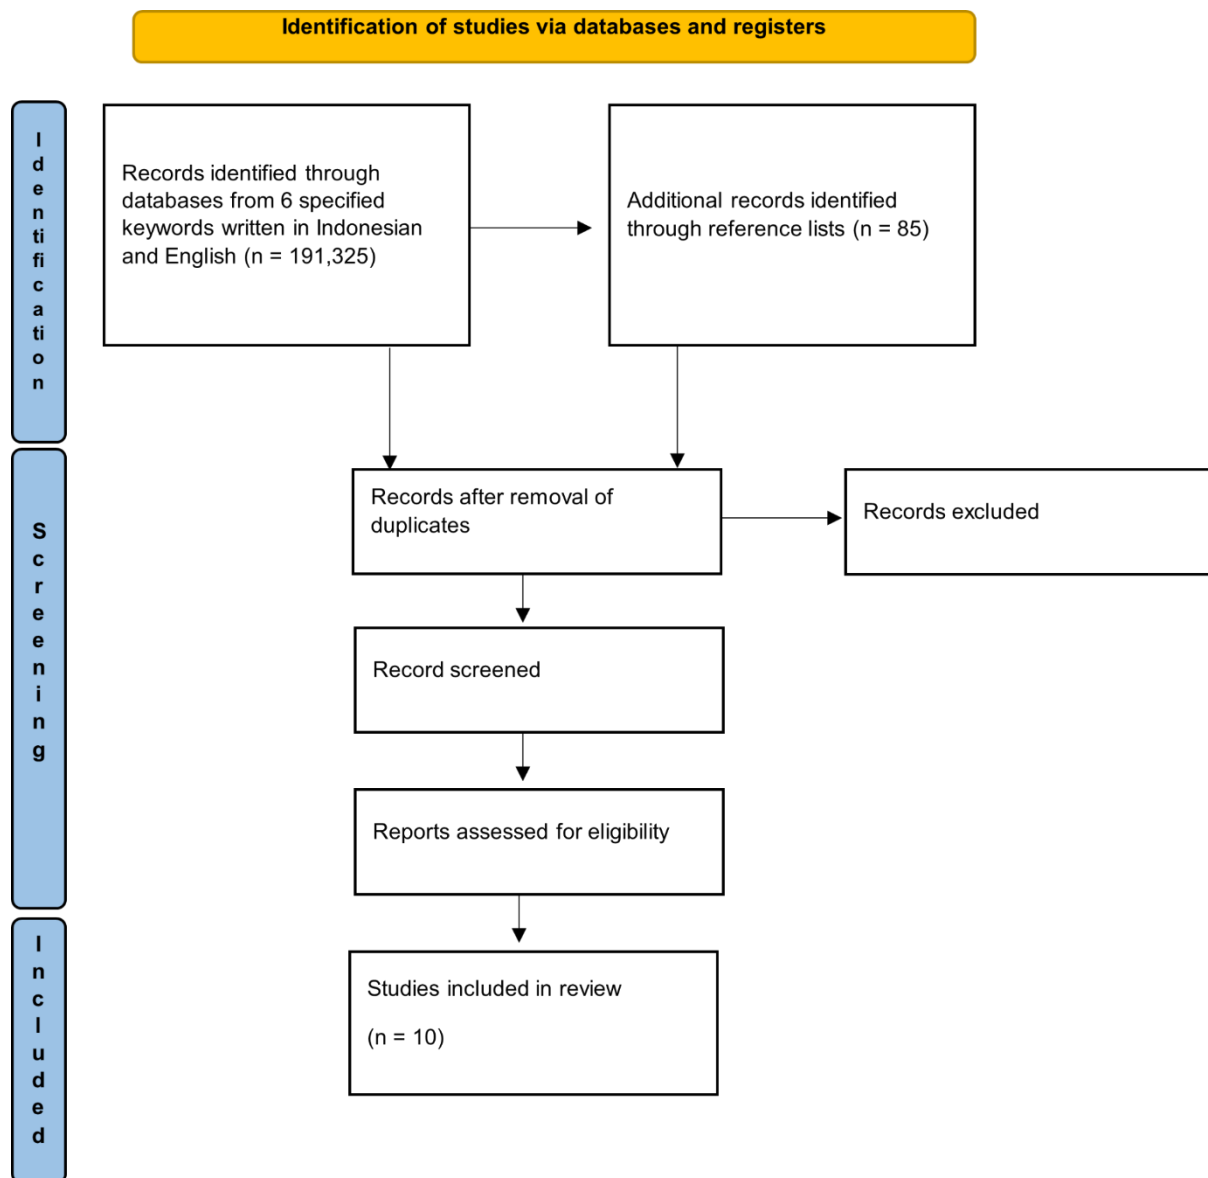 Identification of studies via databases and registers
Identification
Records identified through
databases from 6 specified
keywords written in Indonesian
and English (n = 191,325)
Additional records identified
through reference lists (n = 85)
Screening
Records after removal of
duplicates
Records excluded
Record screened
Reports assessed for eligibility
Included
Studies included in review
(n = 10)